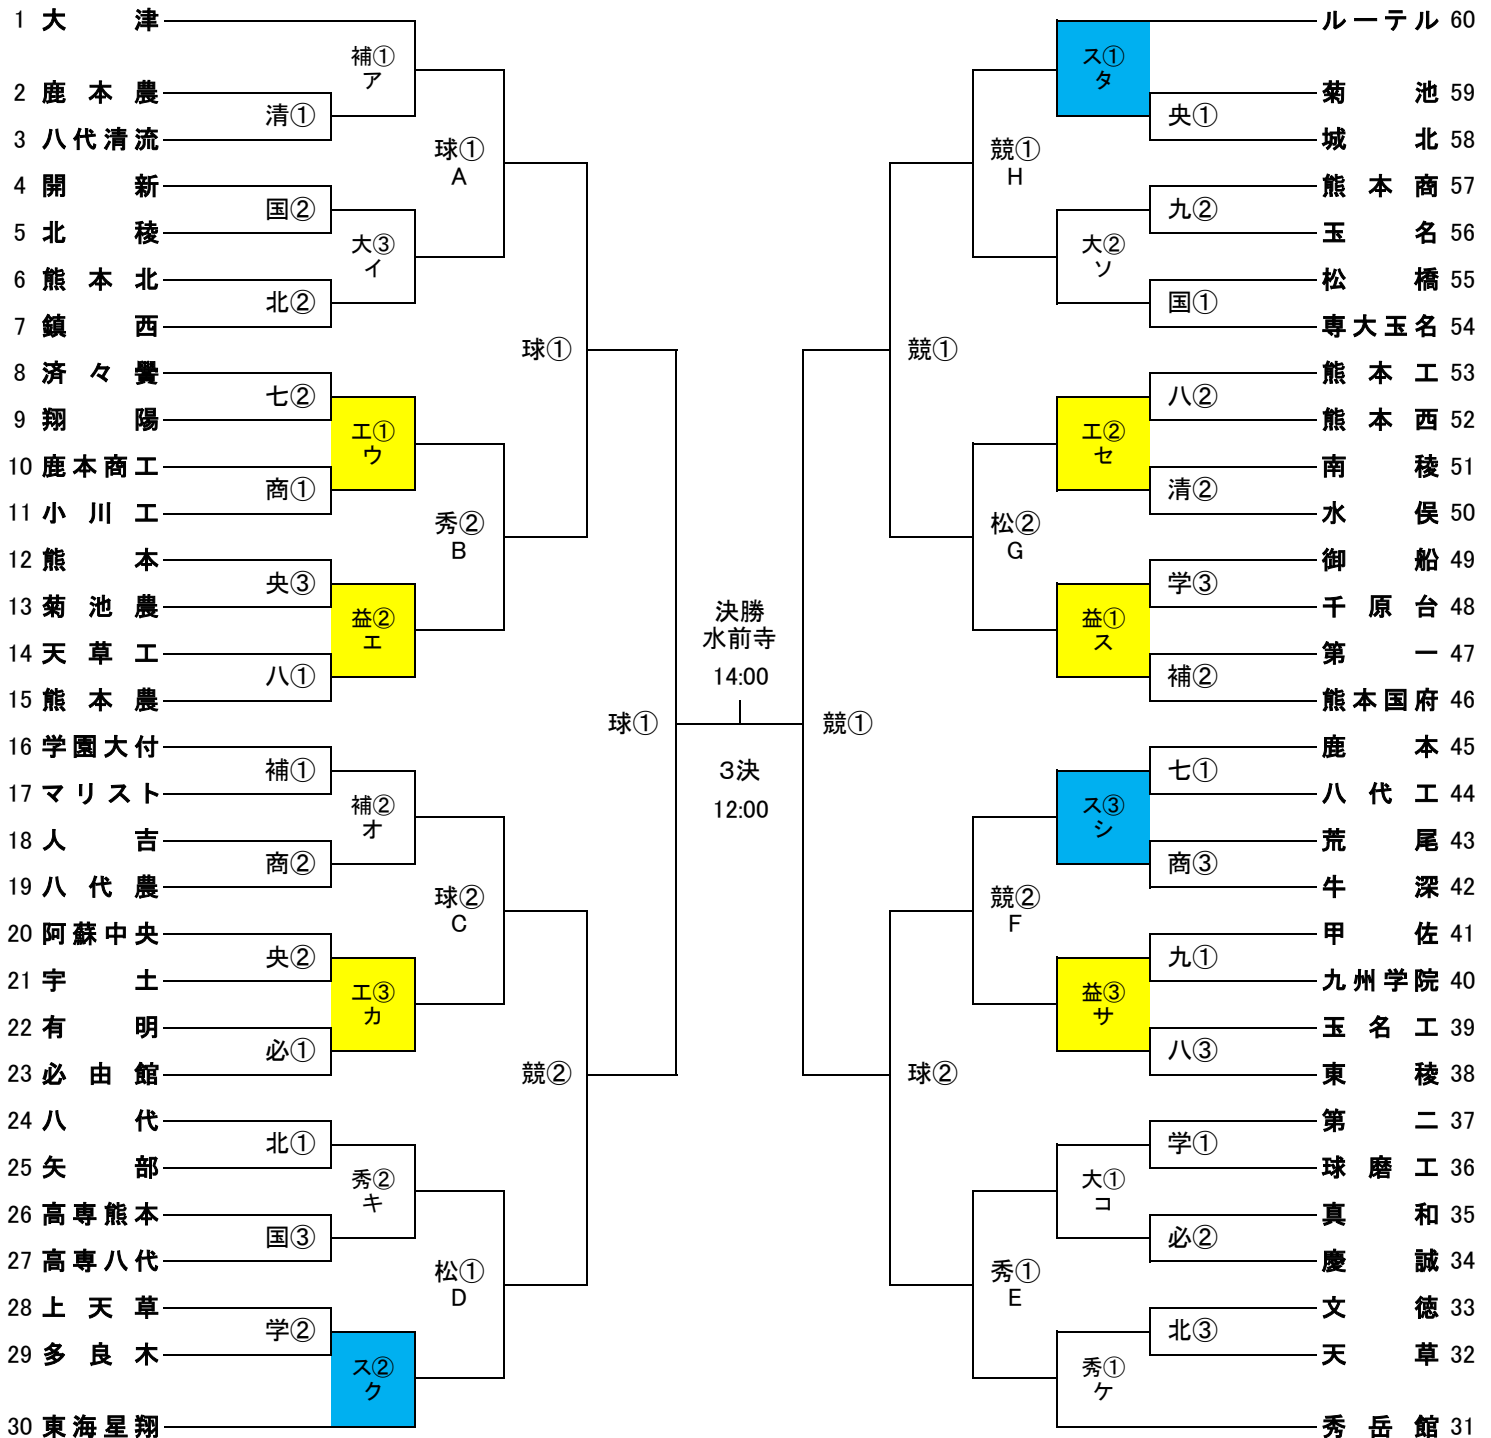 1 大津
2 鹿本農
3 八代清流
4 開新
5 北稜
6 熊本北
7 鎮西
8 済々黌
9 翔陽
10 鹿本商工
11 小川工
12 熊本
13 菊池農
14 天草工
15 熊本農
16 学園大付
17 マリスト
18 人吉
19 八代農
20 阿蘇中央
21 宇土
22 有明
23 必由館
24 八代
25 矢部
26 高専熊本
27 高専八代
28 上天草
29 多良木
30 東海星翔
清①
国②
北②
七②
商①
央③
八①
補①
商②
央②
必①
北①
国③
学②
補①
ア
大③
イ
工①
ウ
益②
エ
補②
オ
工③
カ
秀②
キ
ス②
ク
球①
A
秀②
B
球②
C
松①
D
球①
競②
球①
決勝
水前寺
14:00
3決
12:00
競①
競①
球②
競①
H
松②
G
競②
F
秀①
E
ス①
タ
大②
ソ
工②
セ
益①
ス
ス③
シ
益③
サ
大①
コ
秀①
ケ
央①
九②
国①
八②
清②
学③
補②
七①
商③
九①
八③
学①
必②
北③
ルーテル 60
菊池 59
城北 58
熊本商 57
玉名 56
松橋 55
専大玉名 54
熊本工 53
熊本西 52
南稜 51
水俣 50
御船 49
千原台 48
第一 47
熊本国府 46
鹿本 45
八代工 44
荒尾 43
牛深 42
甲佐 41
九州学院 40
玉名工 39
東稜 38
第二 37
球磨工 36
真和 35
慶誠 34
文徳 33
天草 32
秀岳館 31